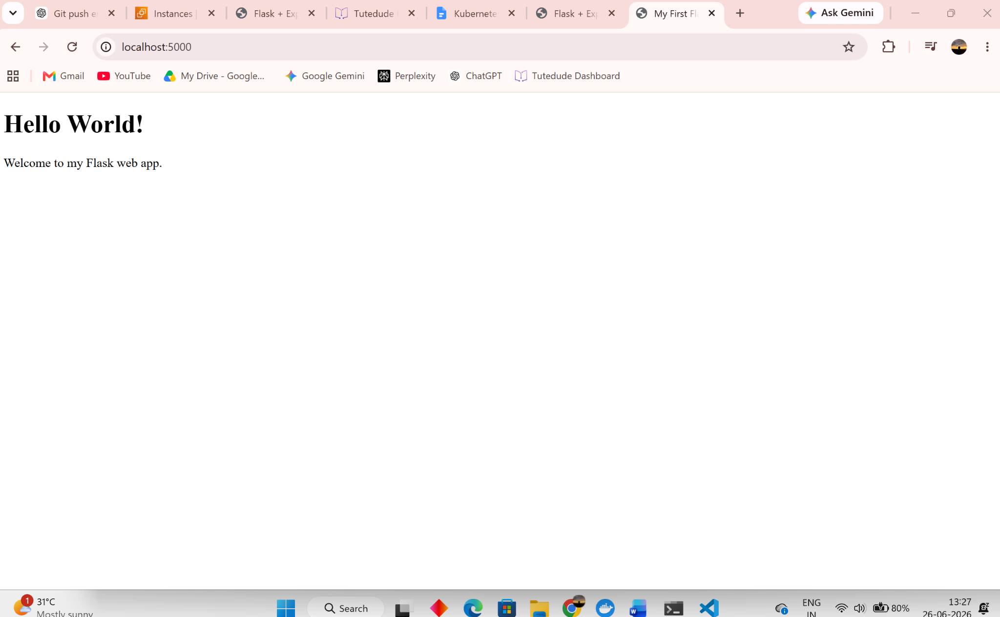 Git push e
Instances
Flask + Exp
Tutedude
Kubernete
Flask + Exp
My First Fl
Ask Gemini
localhost:5000
Gmail
YouTube
My Drive - Google...
Google Gemini
Perplexity
ChatGPT
Tutedude Dashboard
Hello World!
Welcome to my Flask web app.
1
31°C
Mostly sunny
Search
ENG
IN
80%
13:27
26-06-2026